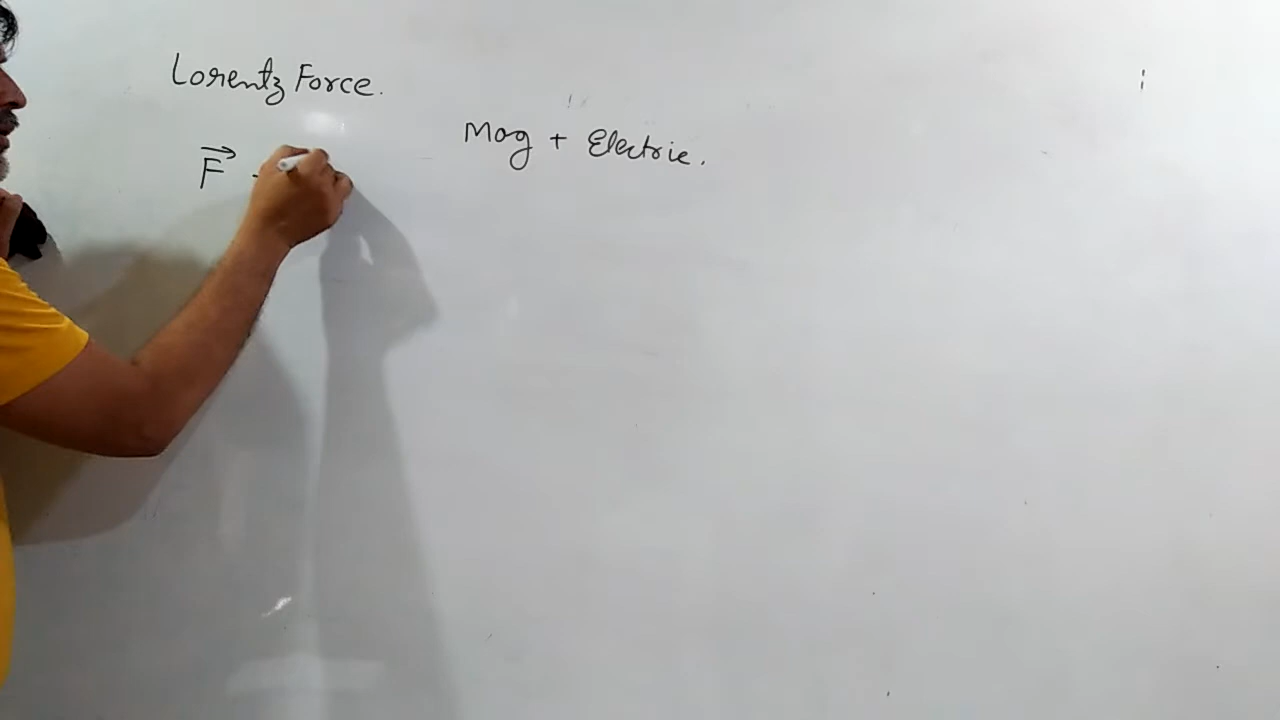 Lorentz Force.
Mag + Electric.
F⃗